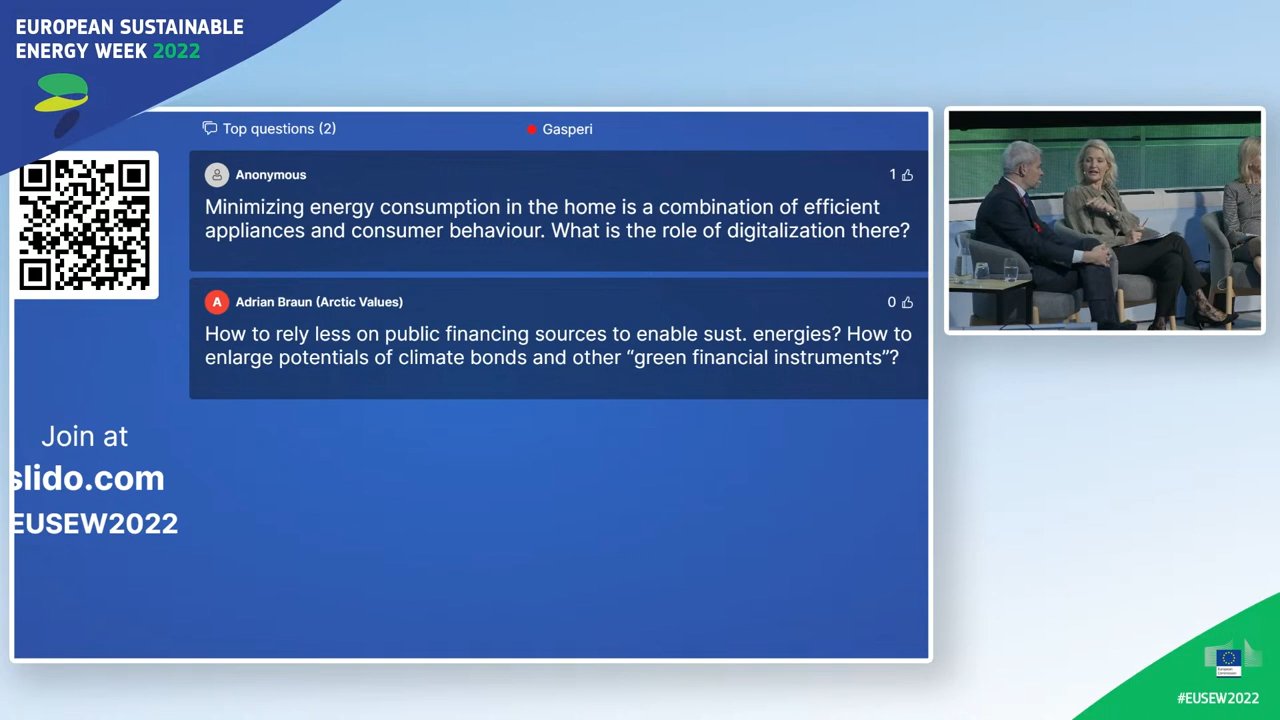 EUROPEAN SUSTAINABLE
ENERGY WEEK 2022
Top questions (2)
Gasperi
Anonymous
1
Minimizing energy consumption in the home is a combination of efficient
appliances and consumer behaviour. What is the role of digitalization there?
A
Adrian Braun (Arctic Values)
0
How to rely less on public financing sources to enable sust. energies? How to
enlarge potentials of climate bonds and other “green financial instruments”?
Join at
slido.com
EUSEW2022
European
Commission
#EUSEW2022